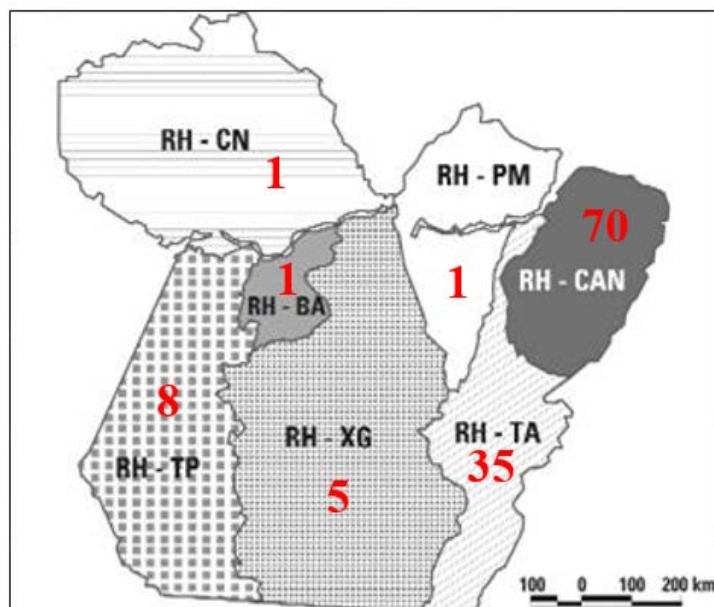 RH - CN
1
RH - PM
70
RH - CAN
1
RH - BA
1
8
RH - TP
RH - XG
5
RH - TA
35
100 0 100 200 km